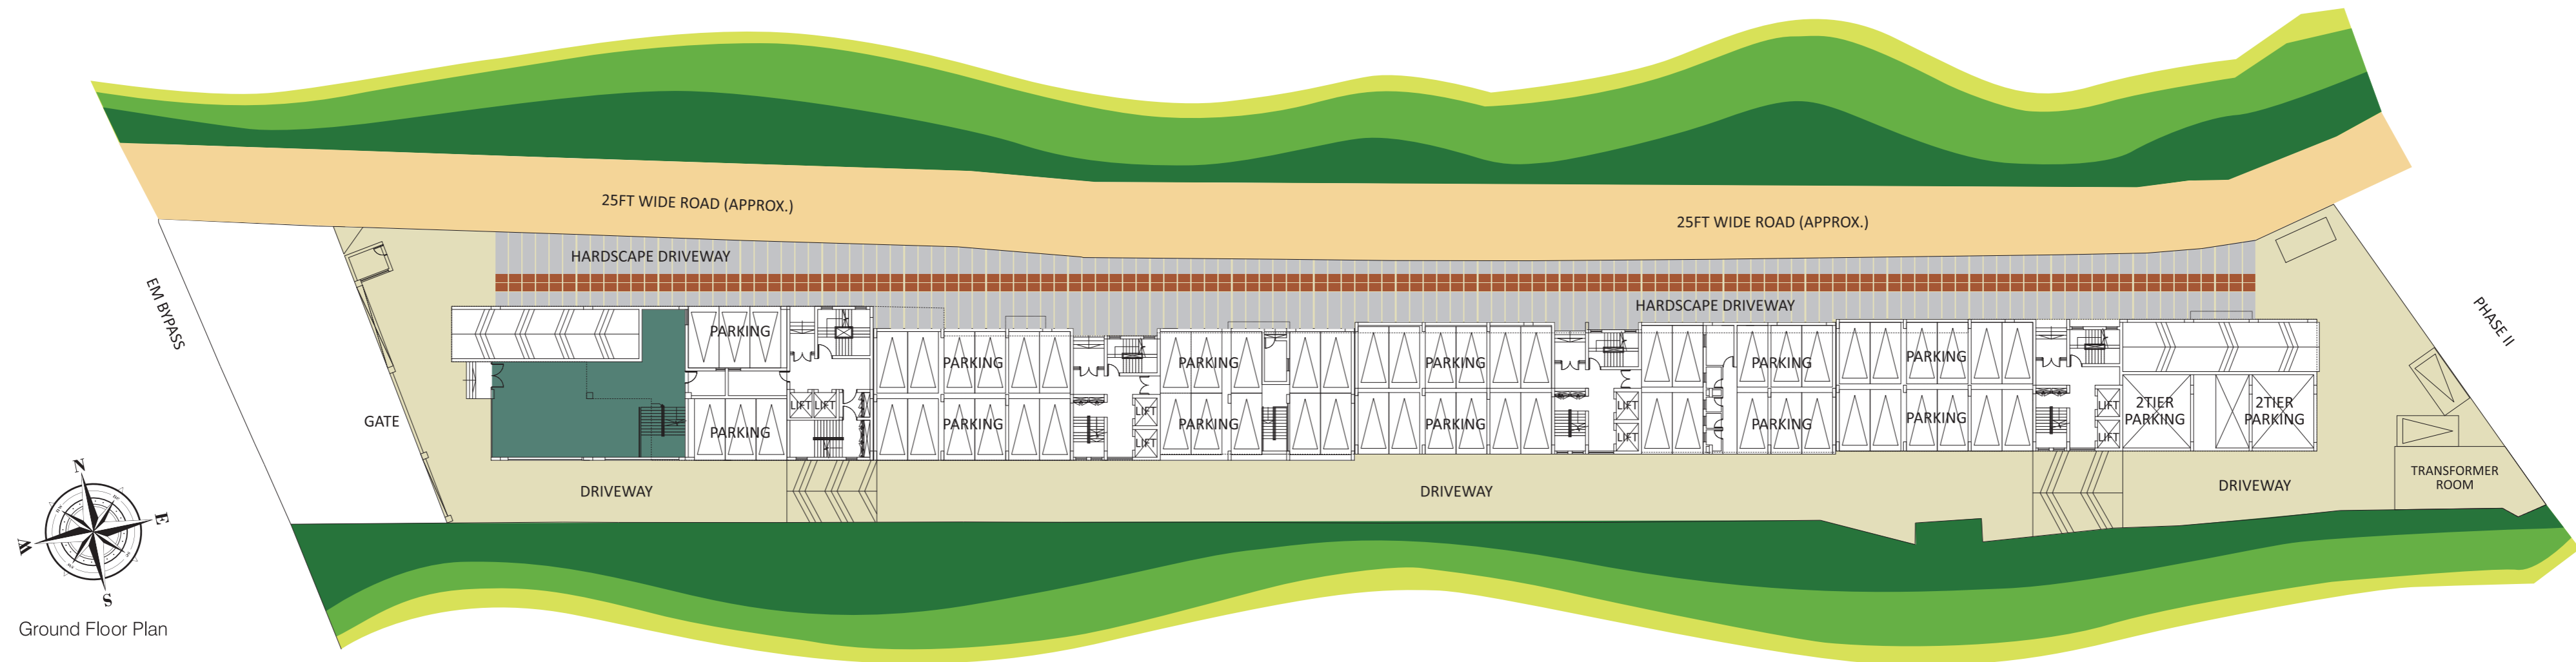 25FT WIDE ROAD (APPROX.)
25FT WIDE ROAD (APPROX.)
HARDSCAPE DRIVEWAY
HARDSCAPE DRIVEWAY
EM BYPASS
PHASE II
GATE
PARKING
PARKING
PARKING
PARKING
PARKING
PARKING
PARKING
PARKING
PARKING
PARKING
PARKING
PARKING
LIFT
LIFT
LIFT
LIFT
LIFT
LIFT
LIFT
LIFT
2TIER
PARKING
2TIER
PARKING
DRIVEWAY
DRIVEWAY
DRIVEWAY
TRANSFORMER
ROOM
N
E
W
S
Ground Floor Plan